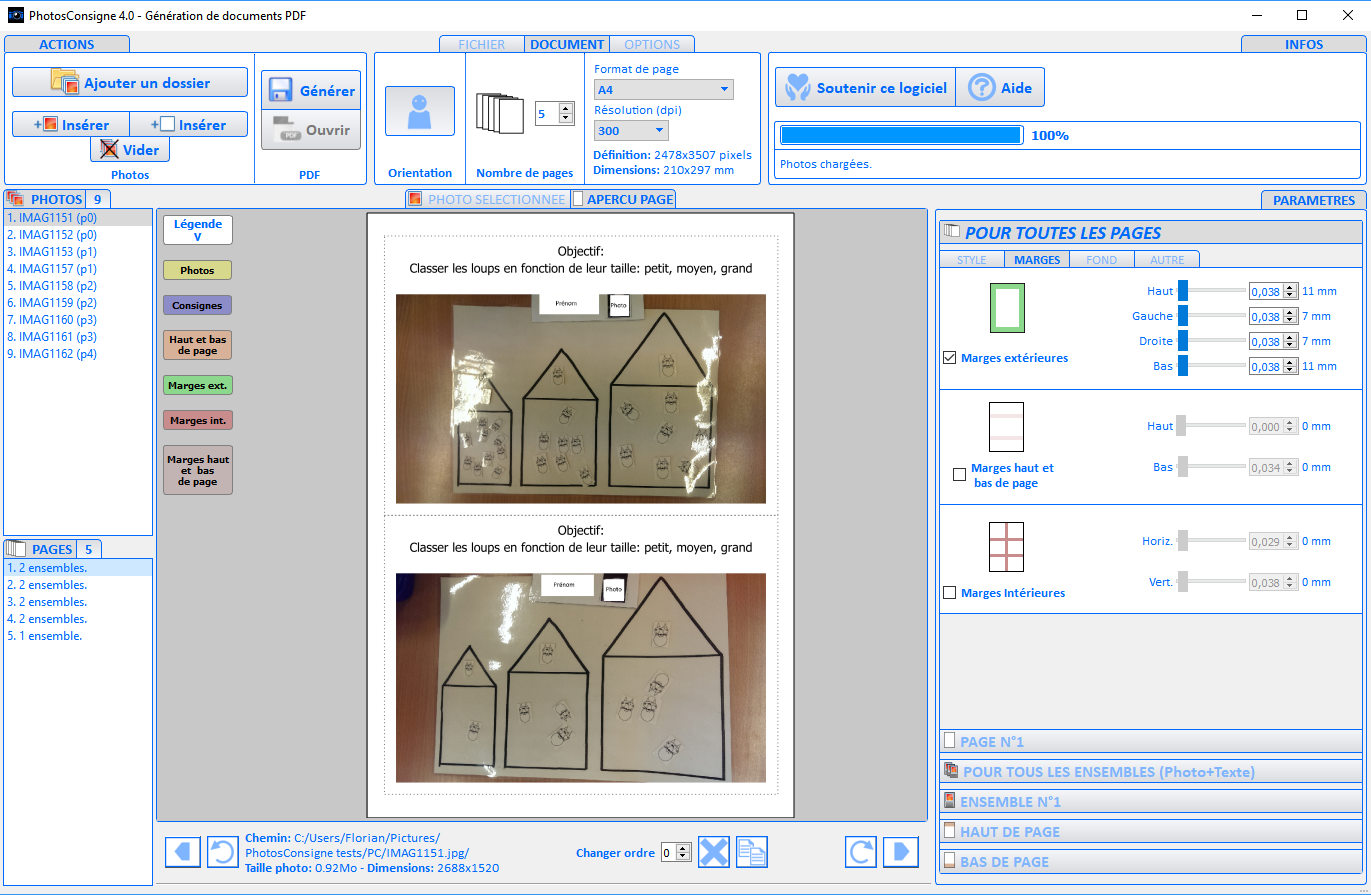 PhotosConsigne 4.0 - Génération de documents PDF
ACTIONS
FICHIER
DOCUMENT
OPTIONS
INFOS
Ajouter un dossier
+ Insérer
+ Insérer
Vider
Photos
Générer
Ouvrir
PDF
Orientation
5
Nombre de pages
Format de page
A4
Résolution (dpi)
300
Définition: 2478x3507 pixels
Dimensions: 210x297 mm
Soutenir ce logiciel
Aide
100%
Photos chargées.
PHOTOS 9
1. IMAG1151 (p0)
2. IMAG1152 (p0)
3. IMAG1153 (p1)
4. IMAG1157 (p1)
5. IMAG1158 (p2)
6. IMAG1159 (p2)
7. IMAG1160 (p3)
8. IMAG1161 (p3)
9. IMAG1162 (p4)
PAGES 5
1. 2 ensembles.
2. 2 ensembles.
3. 2 ensembles.
4. 2 ensembles.
5. 1 ensemble.
PHOTO SELECTIONNEE
APERCU PAGE
Légende
V
Photos
Consignes
Haut et bas
de page
Marges ext.
Marges int.
Marges haut
et bas
de page
Objectif:
Classer les loups en fonction de leur taille: petit, moyen, grand
Prénom
Photo
Objectif:
Classer les loups en fonction de leur taille: petit, moyen, grand
Prénom
Photo
Chemin: C:/Users/Florian/Pictures/
PhotosConsigne tests/PC/IMAG1151.jpg/
Taille photo: 0.92Mo - Dimensions: 2688x1520
Changer ordre 0
PARAMETRES
POUR TOUTES LES PAGES
STYLE
MARGES
FOND
AUTRE
Haut 0,038 11 mm
Gauche 0,038 7 mm
Droite 0,038 7 mm
Bas 0,038 11 mm
Marges extérieures
Haut 0,000 0 mm
Bas 0,034 0 mm
Marges haut et
bas de page
Horiz. 0,029 0 mm
Vert. 0,038 0 mm
Marges Intérieures
PAGE N°1
POUR TOUS LES ENSEMBLES (Photo+Texte)
ENSEMBLE N°1
HAUT DE PAGE
BAS DE PAGE